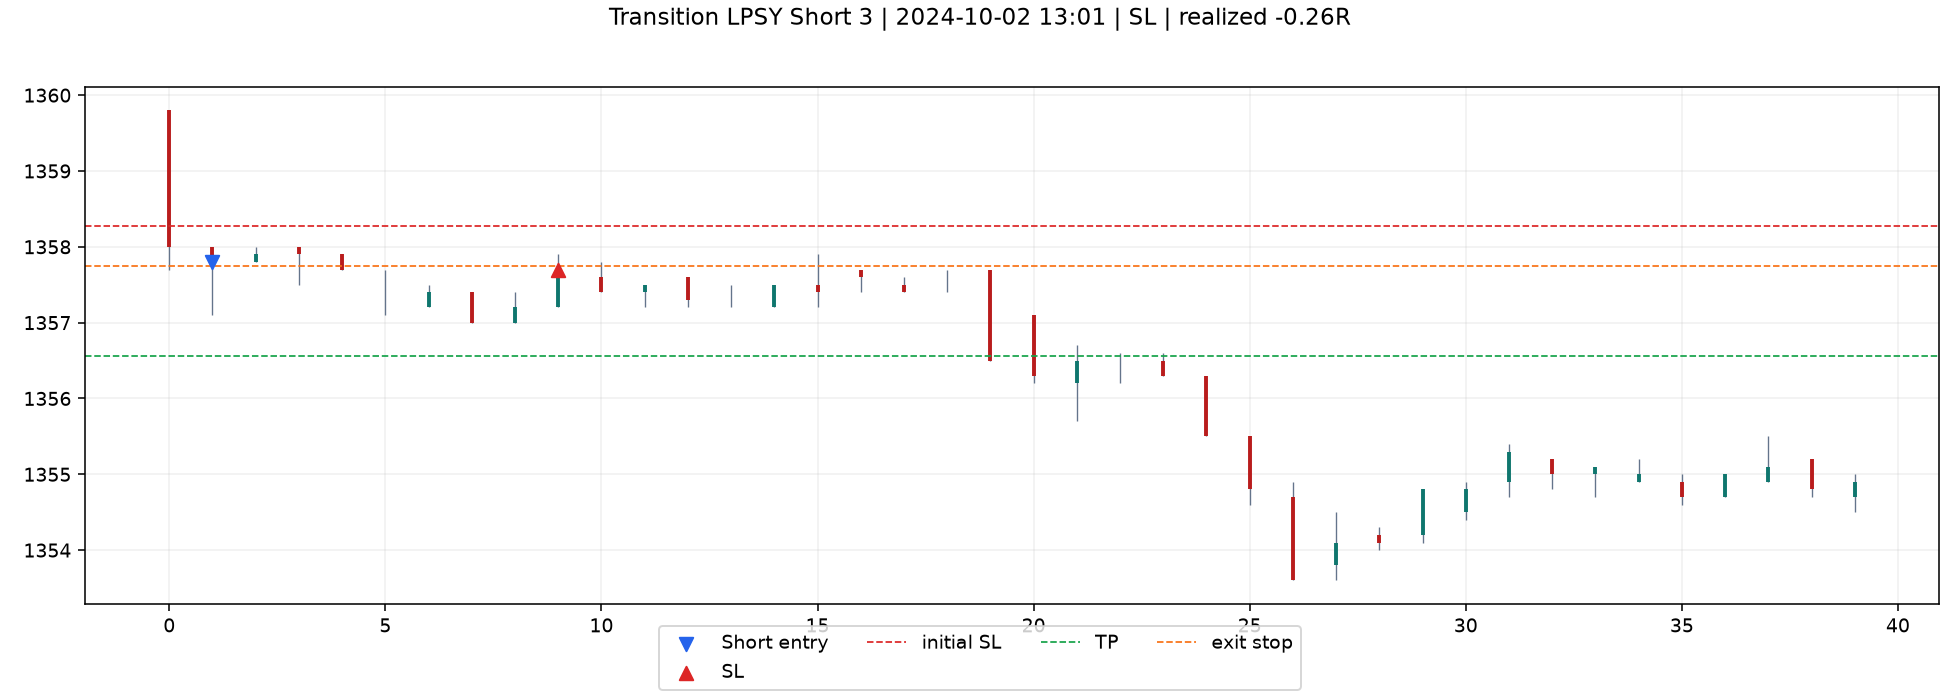 Transition LPSY Short 3 | 2024-10-02 13:01 | SL | realized -0.26R
1360
1359
1358
1357
1356
1355
1354
0 5 10 15 20 25 30 35 40
Short entry initial SL TP exit stop
SL